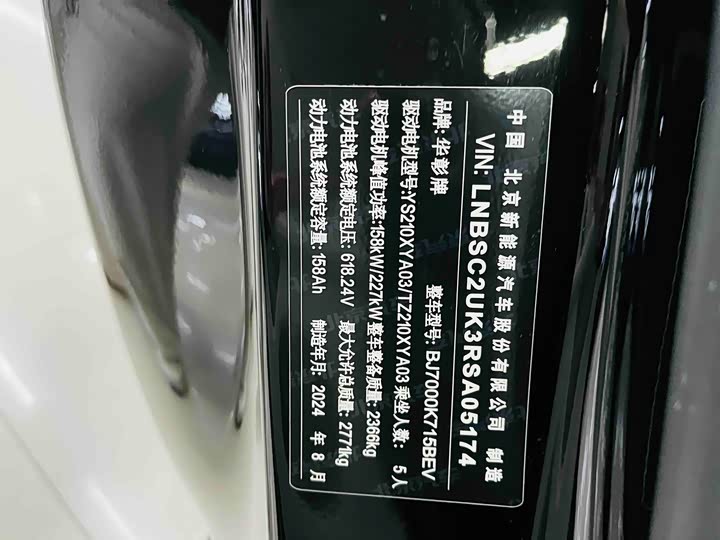 中国 北京新能源汽车股份有限公司 制造
VIN: LNBSC2UK3RSA05174
品牌: 华彰牌 整车型号: BJ7000K715BEV
驱动电机型号:YS210XYA03/TZ210XYA03 乘坐人数: 5人
驱动电机峰值功率:158kW/227kW 整车整备质量: 2366kg
动力电池系统额定电压: 618.24V 最大允许总质量: 2771kg
动力电池系统额定容量: 158Ah 制造年月: 2024 年 8 月